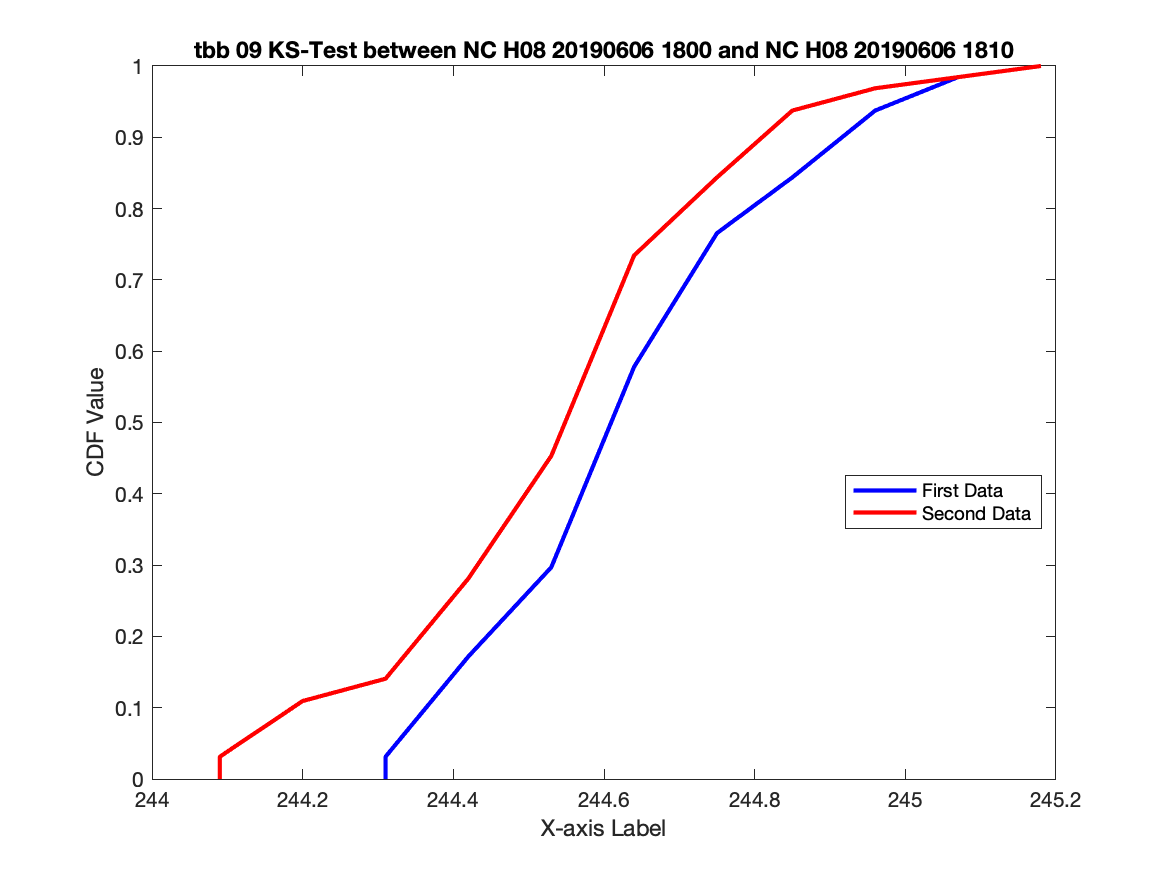 tbb 09 KS-Test between NC H08 20190606 1800 and NC H08 20190606 1810
1
0.9
0.8
0.7
0.6
0.5
0.4
0.3
0.2
0.1
0
CDF Value
First Data
Second Data
244 244.2 244.4 244.6 244.8 245 245.2
X-axis Label